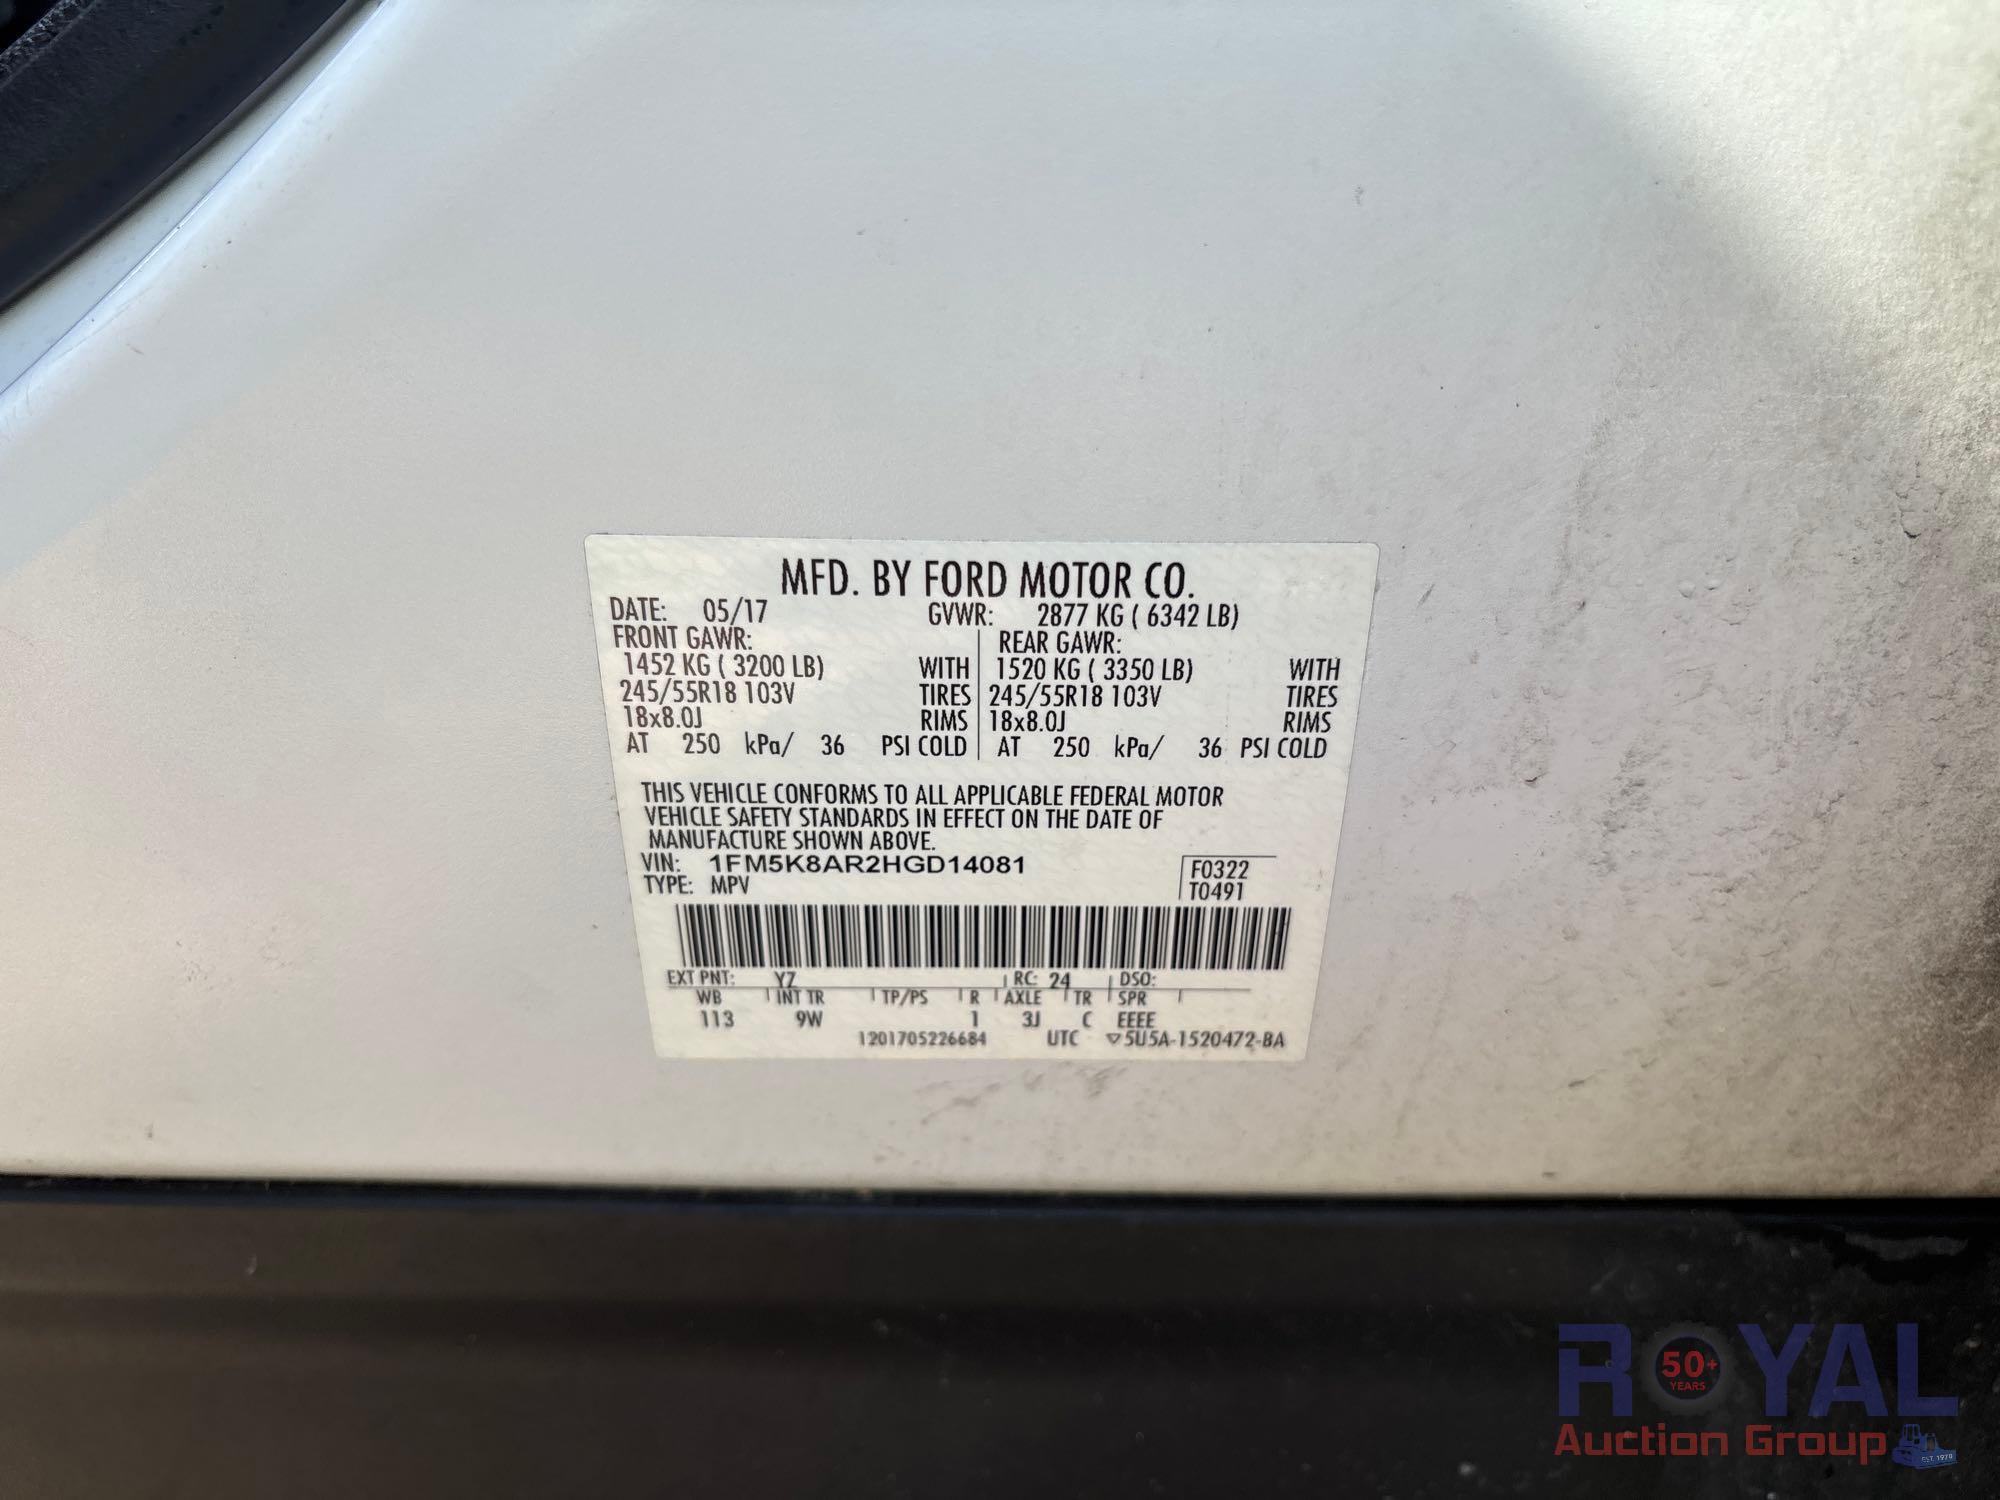 MFD. BY FORD MOTOR CO.
DATE: 05/17 GVWR: 2877 KG ( 6342 LB)
FRONT GAWR: REAR GAWR:
1452 KG ( 3200 LB) WITH 1520 KG ( 3350 LB) WITH
245/55R18 103V TIRES 245/55R18 103V TIRES
18x8.0J RIMS 18x8.0J RIMS
AT 250 kPa/ 36 PSI COLD AT 250 kPa/ 36 PSI COLD
THIS VEHICLE CONFORMS TO ALL APPLICABLE FEDERAL MOTOR
VEHICLE SAFETY STANDARDS IN EFFECT ON THE DATE OF
MANUFACTURE SHOWN ABOVE.
VIN: 1FM5K8AR2HGD14081 F0322
TYPE: MPV T0491
EXT PNT: YZ RC: 24 DSO:
WB INT TR TP/PS R AXLE TR SPR
113 9W 1 3J C EEEE
1201705226684 UTC ▽5U5A-1520472-BA
ROYAL
50+
YEARS
Auction Group
EST. 1979